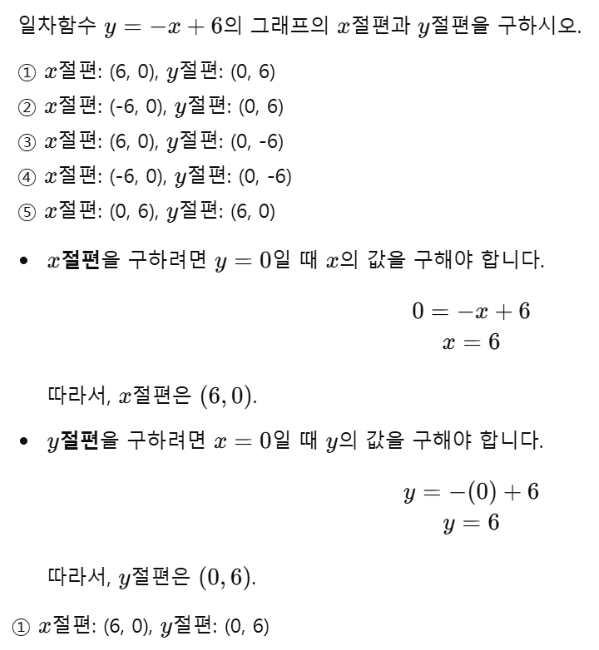 일차함수 y = −x + 6의 그래프의 x절편과 y절편을 구하시오.
① x절편: (6, 0), y절편: (0, 6)
② x절편: (-6, 0), y절편: (0, 6)
③ x절편: (6, 0), y절편: (0, -6)
④ x절편: (-6, 0), y절편: (0, -6)
⑤ x절편: (0, 6), y절편: (6, 0)
• x절편을 구하려면 y = 0일 때 x의 값을 구해야 합니다.
0 = −x + 6
x = 6
따라서, x절편은 (6, 0).
• y절편을 구하려면 x = 0일 때 y의 값을 구해야 합니다.
y = −(0) + 6
y = 6
따라서, y절편은 (0, 6).
① x절편: (6, 0), y절편: (0, 6)